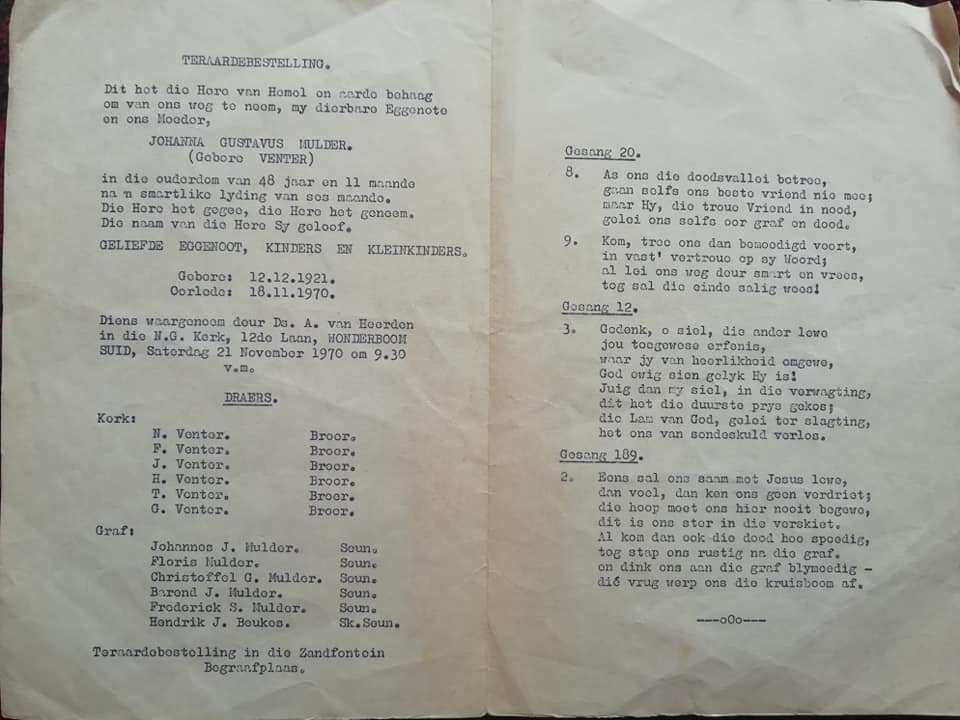 TERAARDEBESTELLING.
Dit het die Here van Hemel en aarde behaag
om van ons weg te neem, my dierbare Eggenote
en ons Moeder,
JOHANNA GUSTAVUS MULDER.
(Gebore VENTER)
in die ouderdom van 48 jaar en 11 maande
na 'n smartlike lyding van ses maande.
Die Here het gegee, die Here het geneem.
Die naam van die Here Sy geloof.
GELIEFDE EGGENOOT, KINDERS EN KLEINKINDERS.
Gebore: 12.12.1921.
Oorlede: 18.11.1970.
Diens waargeneem deur Ds. A. van Heerden
in die N.G. Kerk, 12de Laan, WONDERBOOM
SUID, Saterdag 21 November 1970 om 9.30
v.m.
DRAERS.
Kerk:
N. Venter. Broer.
F. Venter. Broer.
J. Venter. Broer.
H. Venter. Broer.
T. Venter. Broer.
G. Venter. Broer.
Graf:
Johannes J. Mulder. Seun.
Floris Mulder. Seun.
Christoffel G. Mulder. Seun.
Barend J. Mulder. Seun.
Frederick S. Mulder. Seun.
Hendrik J. Beukes. Sk.Seun.
Teraardebestelling in die Zandfontein
Begraafplaas.
Gesang 20.
8. As ons die doodsvallei betree,
gaan selfs ons beste vriend nie mee;
maar Hy, die troue Vriend in nood,
gelei ons selfs oor graf en dood.
9. Kom, tree ons dan bemoedigd voort,
in vast' vertroue op sy Woord;
al lei ons weg deur smart en vrees,
tog sal die einde salig wees!
Gesang 12.
3. Gedenk, o siel, die ander lewe
jou toegewese erfenis,
waar jy van heerlikheid omgewe,
God ewig sien gelyk Hy is!
Juig dan my siel, in die verwagting,
dit het die duurste prys gekos;
die Lam van God, gelei ter slagting,
het ons van sondeskuld verlos.
Gesang 189.
2. Eens sal ons saam met Jesus lewe,
dan voel, dan ken ons geen verdriet;
die hoop moet ons hier nooit begewe,
dit is ons ster in die verskiet.
Al kom dan ook die dood hoe spoedig,
tog stap ons rustig na die graf.
en dink ons aan die graf blymoedig -
dié vrug werp ons die kruisboom af.
---oOo---